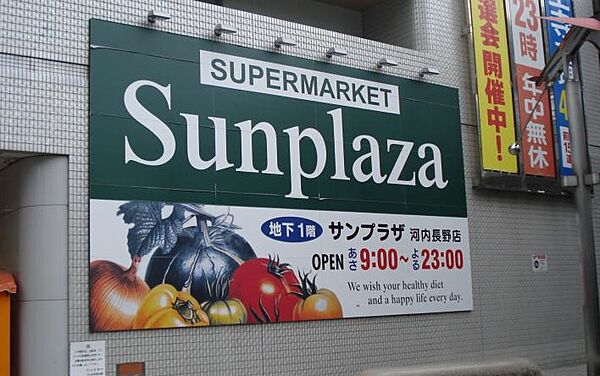 SUPERMARKET
Sunplaza
地下1階 サンプラザ 河内長野店
OPEN あさ9:00～よる23:00
We wish your healthy diet
and a happy life every day.
選会開催中!
23時
年中無休